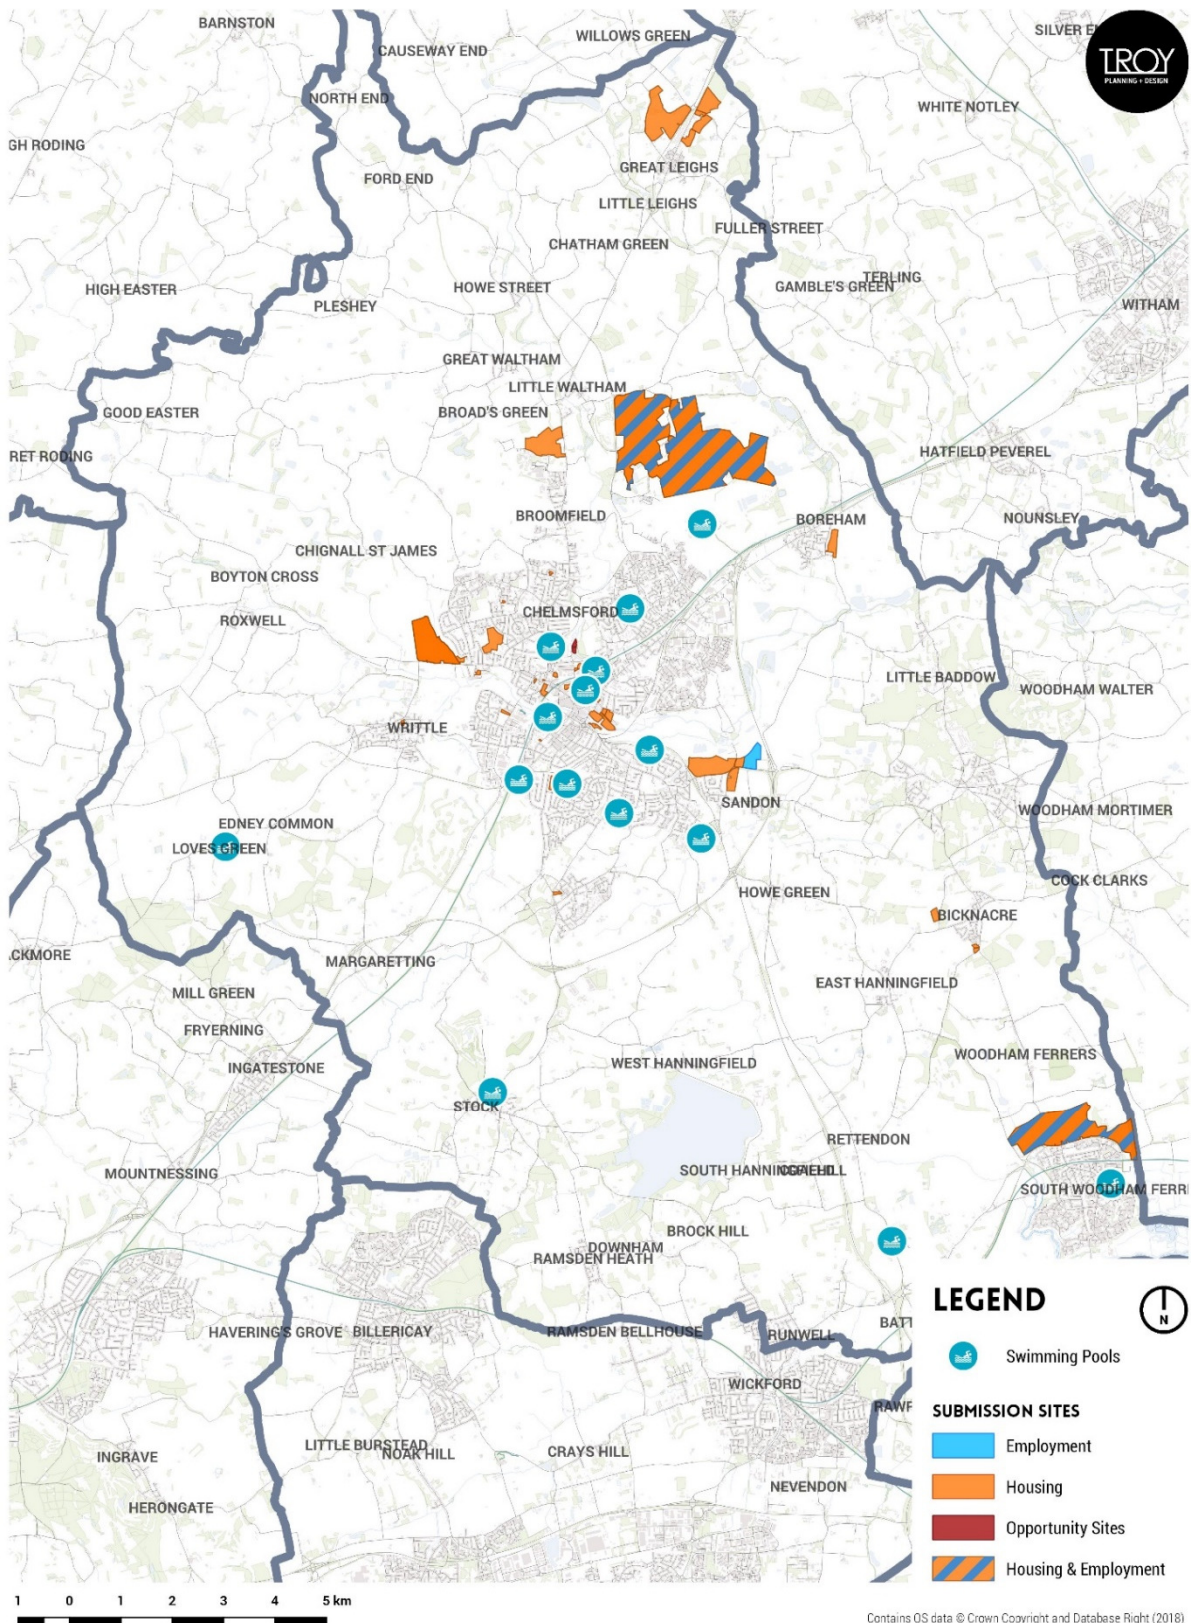 BARNSTON
CAUSEWAY END
WILLOWS GREEN
TROY
PLANNING + DESIGN
NORTH END
WHITE NOTLEY
GH RODING
GREAT LEIGHS
FORD END
LITTLE LEIGHS
FULLER STREET
CHATHAM GREEN
TERLING
HIGH EASTER
HOWE STREET
GAMBLE'S GREEN
PLESHEY
WITHAM
GREAT WALTHAM
LITTLE WALTHAM
GOOD EASTER
BROAD'S GREEN
RET RODING
HATFIELD PEVEREL
BROOMFIELD
BOREHAM
NOUNSLEY
CHIGNALL ST JAMES
BOYTON CROSS
ROXWELL
CHELMSFORD
LITTLE BADDOW
WOODHAM WALTER
WRITTLE
SANDON
WOODHAM MORTIMER
EDNEY COMMON
LOVES GREEN
COCK CLARKS
HOWE GREEN
BICKNACRE
CKMORE
MARGARETTING
EAST HANNINGFIELD
MILL GREEN
FRYERNING
WOODHAM FERRERS
INGATESTONE
WEST HANNINGFIELD
STOCK
RETTENDON
MOUNTNESSING
SOUTH HANNINGFIELD
SOUTH WOODHAM FERR
BROCK HILL
DOWNHAM
RAMSDEN HEATH
LEGEND
N
BATT
HAVERING'S GROVE
BILLERICAY
RAMSDEN BELLHOUSE
RUNWELL
Swimming Pools
WICKFORD
RAWR
SUBMISSION SITES
Employment
LITTLE BURSTEAD
NOAK HILL
CRAYS HILL
INGRAVE
NEVENDON
Housing
HERONGATE
Opportunity Sites
Housing & Employment
1 0 1 2 3 4 5 km
Contains OS data © Crown Copyright and Database Right (2018)